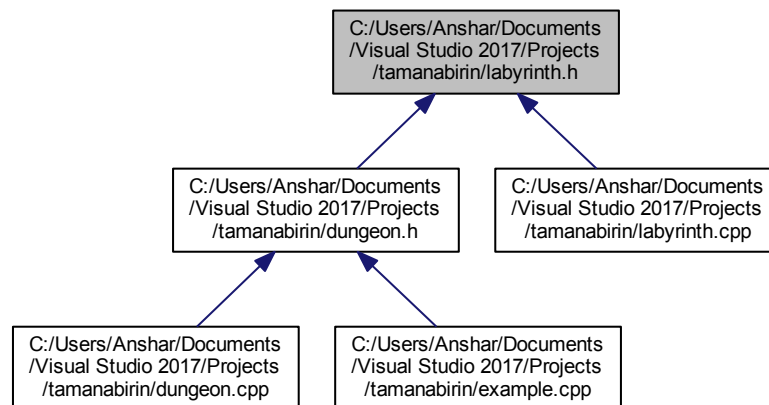 C:/Users/Anshar/Documents
/Visual Studio 2017/Projects
/tamanabirin/labyrinth.h
C:/Users/Anshar/Documents
/Visual Studio 2017/Projects
/tamanabirin/dungeon.h
C:/Users/Anshar/Documents
/Visual Studio 2017/Projects
/tamanabirin/labyrinth.cpp
C:/Users/Anshar/Documents
/Visual Studio 2017/Projects
/tamanabirin/dungeon.cpp
C:/Users/Anshar/Documents
/Visual Studio 2017/Projects
/tamanabirin/example.cpp